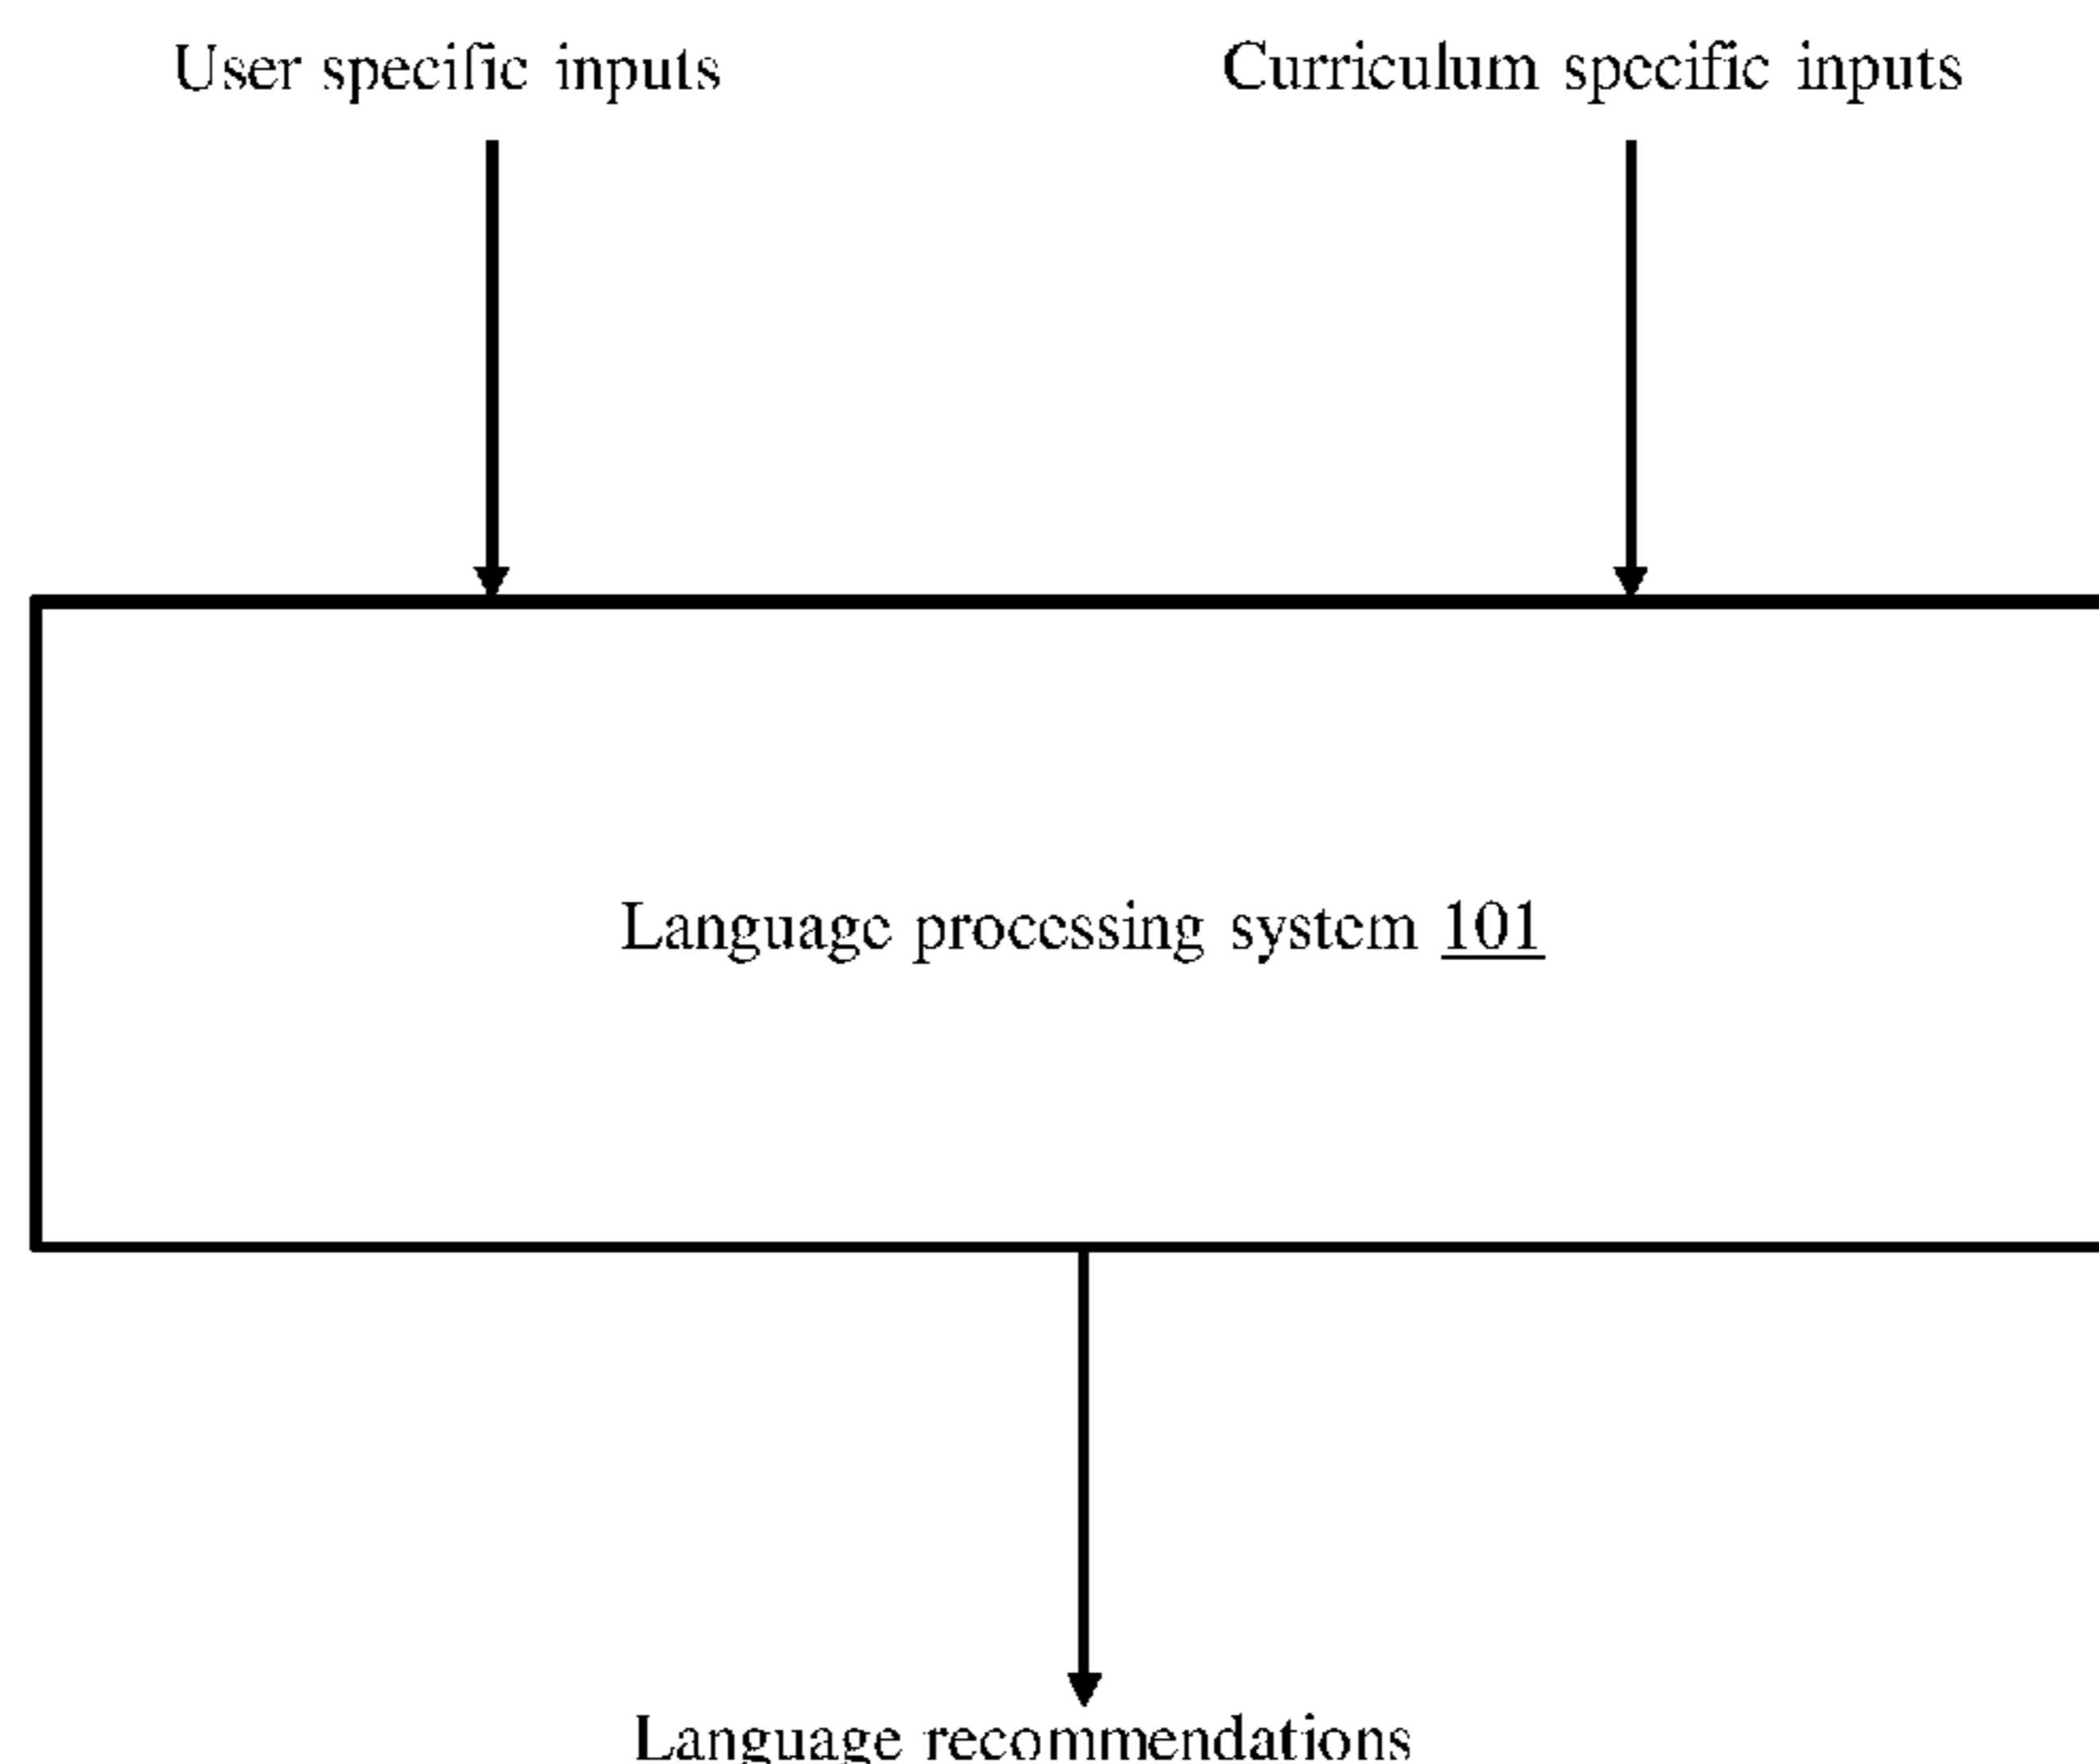 User specific inputs
Curriculum specific inputs
Language processing system 101
Language recommendations